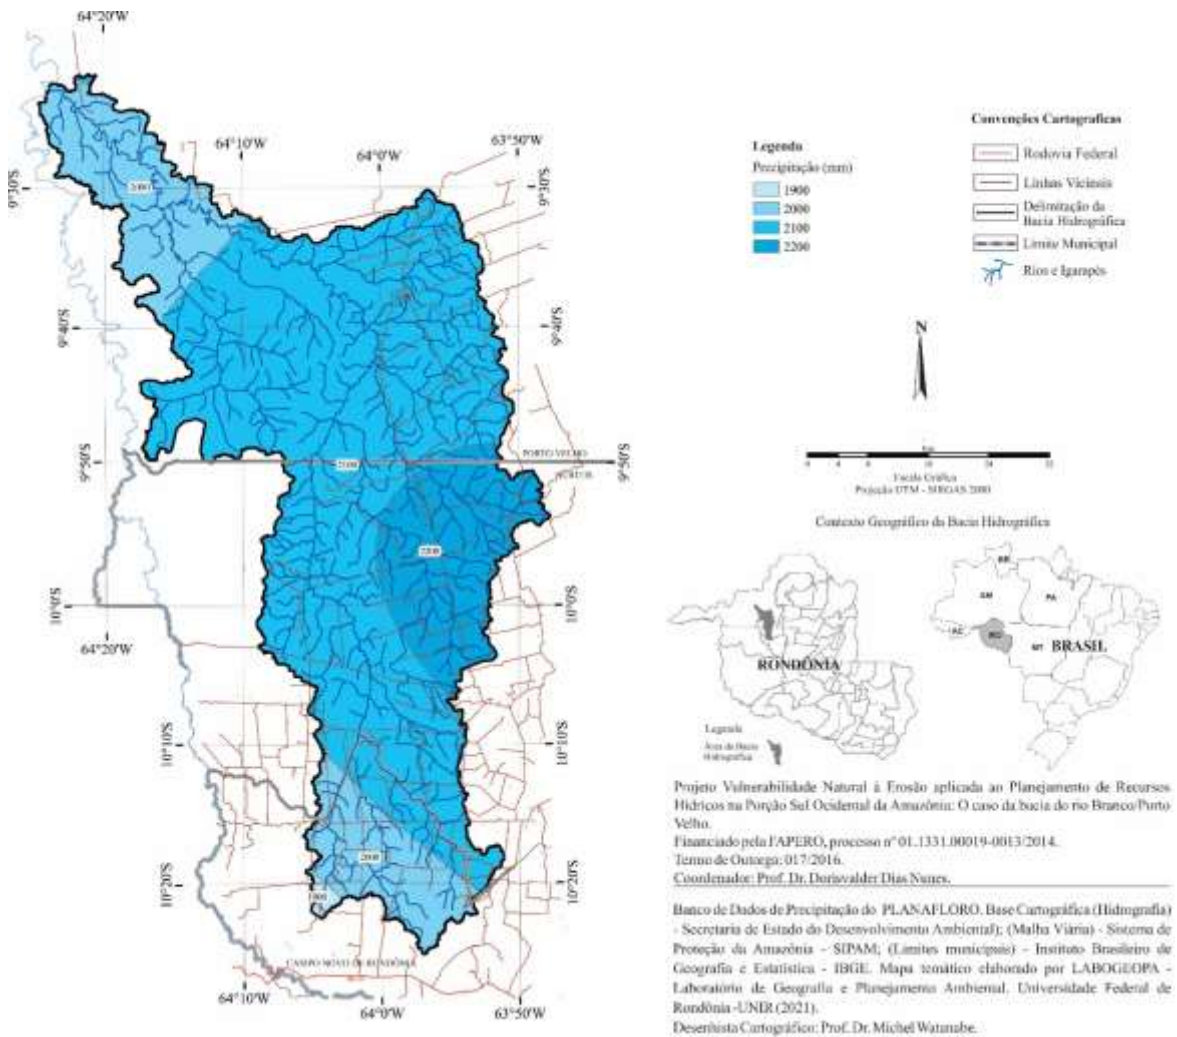 64°20'W
64°10'W
64°0'W
63°50'W
9°30'S
9°30'S
2000
9°40'S
9°40'S
9°50'S
9°50'S
PORTO VELHO
2100
2200
10°0'S
10°0'S
64°20'W
10°10'S
10°10'S
2000
10°20'S
10°20'S
1900
CAMPO NOVO DE RONDÔNIA
64°10'W
64°0'W
63°50'W
Legenda
Precipitação (mm)
1900
2000
2100
2200
Convenções Cartograficas
Rodovia Federal
Linhas Vicinais
Delimitação da
Bacia Hidrográfica
Limite Municipal
Rios e Igarapés
N
Km
Escala Gráfica
Projeção UTM - SIRGAS 2000
Contexto Geográfico da Bacia Hidrográfica
RONDÔNIA
Legenda
Área da Bacia
Hidrográfica
AM
PA
AC
RO
MT
BRASIL
Projeto Vulnerabilidade Natural à Erosão aplicada ao Planejamento de Recursos
Hídricos na Porção Sul Ocidental da Amazônia: O caso da bacia do rio Branco/Porto
Velho.
Financiado pela FAPERO, processo nº 01.1331.00019-0013/2014.
Termo de Outorga: 017/2016.
Coordenador: Prof. Dr. Dorisvalder Dias Nunes.
Banco de Dados de Precipitação do PLANAFLORO. Base Cartográfica (Hidrografia)
- Secretaria de Estado do Desenvolvimento Ambiental); (Malha Viária) - Sistema de
Proteção da Amazônia - SIPAM; (Limites municipais) - Instituto Brasileiro de
Geografia e Estatística - IBGE. Mapa temático elaborado por LABOGEOPA -
Laboratório de Geografia e Planejamento Ambiental. Universidade Federal de
Rondônia -UNIR (2021).
Desenhista Cartográfico: Prof. Dr. Michel Watanabe.